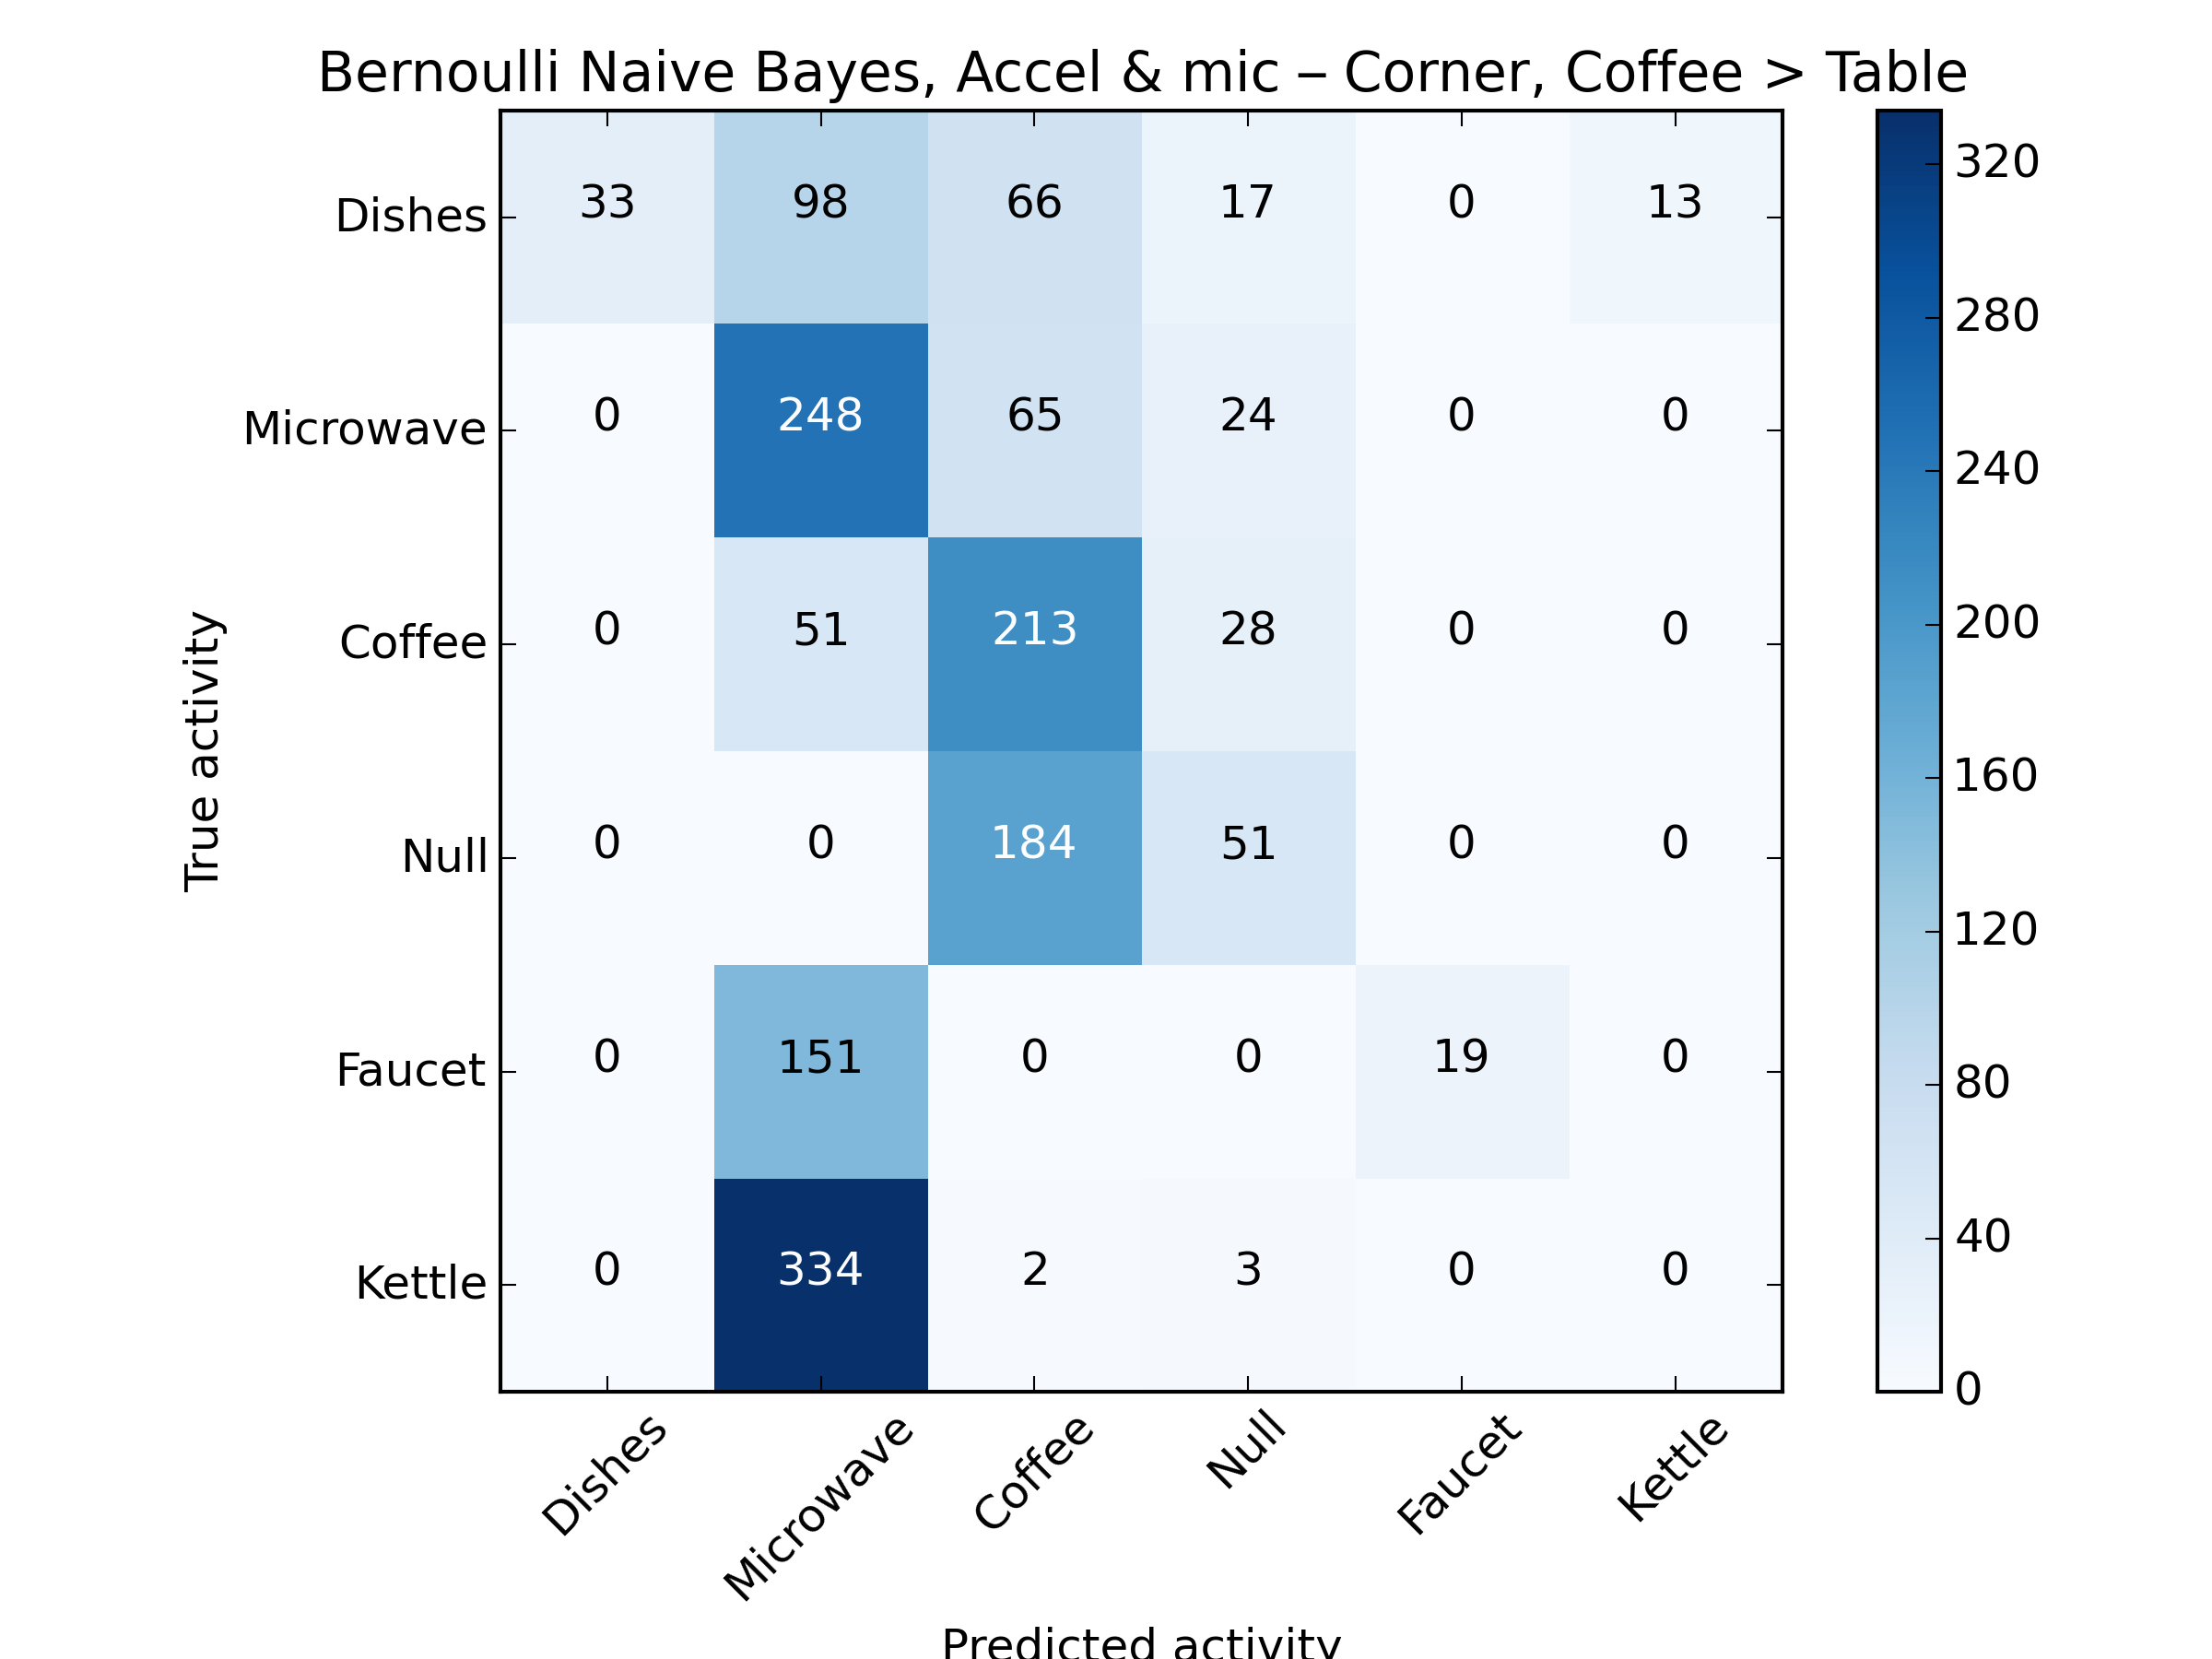 Bernoulli Naive Bayes, Accel & mic – Corner, Coffee > Table
Dishes 33 98 66 17 0 13
Microwave 0 248 65 24 0 0
Coffee 0 51 213 28 0 0
Null 0 0 184 51 0 0
Faucet 0 151 0 0 19 0
Kettle 0 334 2 3 0 0
True activity
Dishes Microwave Coffee Null Faucet Kettle
Predicted activity
320
280
240
200
160
120
80
40
0